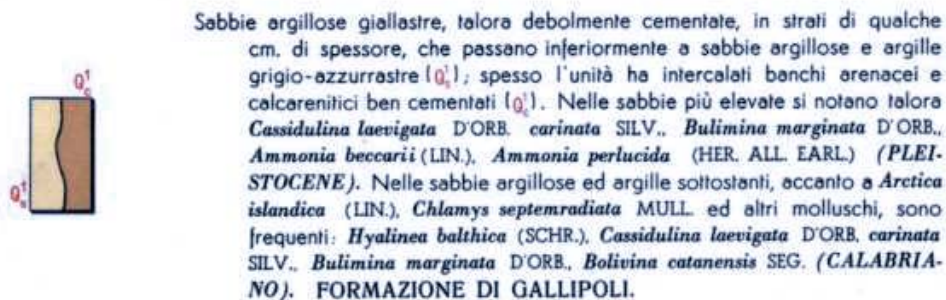 Sabbie argillose giallastre, talora debolmente cementate, in strati di qualche
cm. di spessore, che passano inferiormente a sabbie argillose e argille
grigio-azzurrastre (Q¹s); spesso l'unità ha intercalati banchi arenacei e
calcarenitici ben cementati (Q¹c). Nelle sabbie più elevate si notano talora
Cassidulina laevigata D'ORB. carinata SILV., Bulimina marginata D'ORB.,
Ammonia beccarii (LIN.), Ammonia perlucida (HER. ALL. EARL.) (PLEI-
STOCENE). Nelle sabbie argillose ed argille sottostanti, accanto a Arctica
islandica (LIN.), Chlamys septemradiata MULL. ed altri molluschi, sono
frequenti: Hyalinea balthica (SCHR.), Cassidulina laevigata D'ORB. carinata
SILV., Bulimina marginata D'ORB., Bolivina catanensis SEG. (CALABRIA-
NO). FORMAZIONE DI GALLIPOLI.
Q¹c
Q¹s